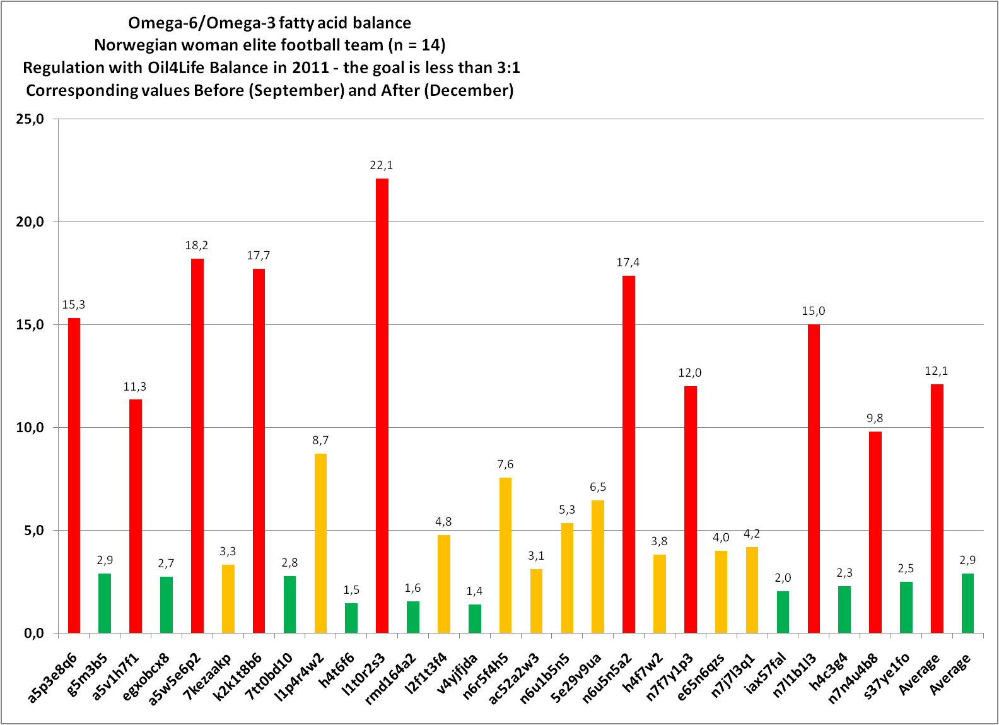 Omega-6/Omega-3 fatty acid balance
Norwegian woman elite football team (n = 14)
Regulation with Oil4Life Balance in 2011 - the goal is less than 3:1
Corresponding values Before (September) and After (December)
25,0
20,0
15,0
10,0
5,0
0,0
15,3
2,9
11,3
2,7
18,2
3,3
17,7
2,8
8,7
1,5
22,1
1,6
4,8
1,4
7,6
3,1
5,3
6,5
17,4
3,8
12,0
4,0
4,2
2,0
15,0
2,3
9,8
2,5
12,1
2,9
a5p3e8q6
g5m3b5
a5v1h7f1
egxobcx8
a5w5e6p2
7kezaakp
k2k1t8b6
7tt0bd10
l1p4r4w2
h4t6f6
l1t0r2s3
rmd164a2
l2f1t3f4
v4yjfjda
n6r5f4h5
ac52a2w3
n6u1b5n5
5e29v9ua
n6u5n5a2
h4f7w2
n7f7y1p3
e65n6qzs
n7j7l3q1
iax57fal
n7l1b1l3
h4c3g4
n7n4u4b8
s37ye1fo
Average
Average